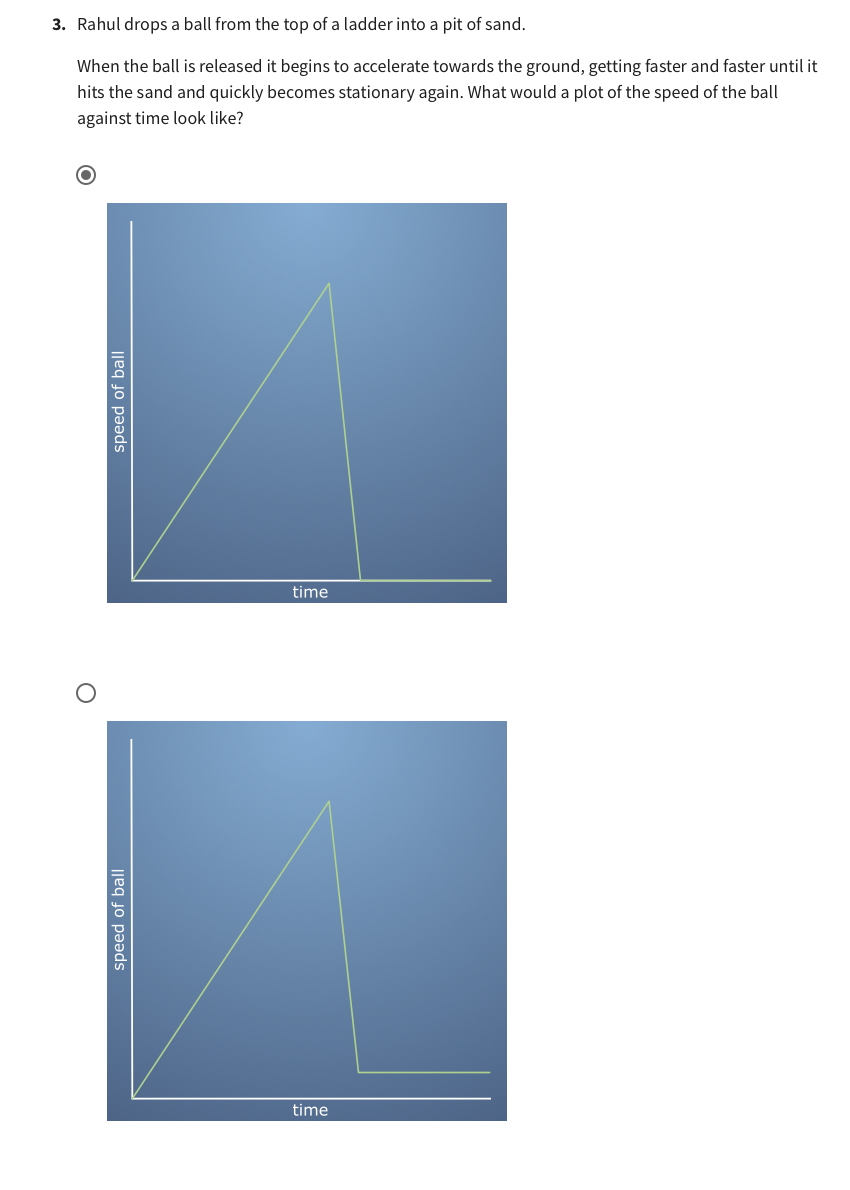 3. Rahul drops a ball from the top of a ladder into a pit of sand.
When the ball is released it begins to accelerate towards the ground, getting faster and faster until it
hits the sand and quickly becomes stationary again. What would a plot of the speed of the ball
against time look like?
speed of ball
time
speed of ball
time